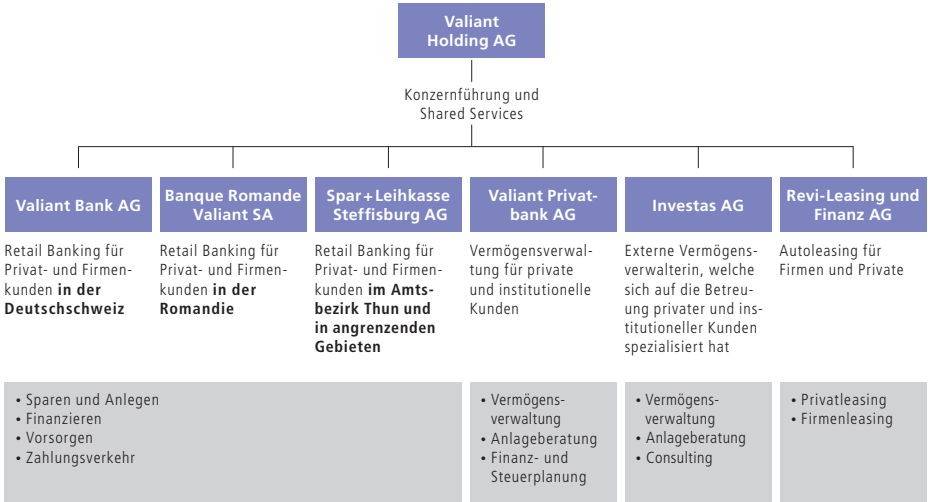 Valiant
Holding AG
Konzernführung und
Shared Services
Valiant Bank AG
Banque Romande
Valiant SA
Spar+Leihkasse
Steffisburg AG
Valiant Privat-
bank AG
Investas AG
Revi-Leasing und
Finanz AG
Retail Banking für
Privat- und Firmen-
kunden in der
Deutschschweiz
Retail Banking für
Privat- und Firmen-
kunden in der
Romandie
Retail Banking für
Privat- und Firmen-
kunden im Amts-
bezirk Thun und
in angrenzenden
Gebieten
Vermögensverwal-
tung für private
und institutionelle
Kunden
Externe Vermögens-
verwalterin, welche
sich auf die Betreu-
ung privater und ins-
titutioneller Kunden
spezialisiert hat
Autoleasing für
Firmen und Private
• Sparen und Anlegen
• Finanzieren
• Vorsorgen
• Zahlungsverkehr
• Vermögens-
verwaltung
• Anlageberatung
• Finanz- und
Steuerplanung
• Vermögens-
verwaltung
• Anlageberatung
• Consulting
• Privatleasing
• Firmenleasing